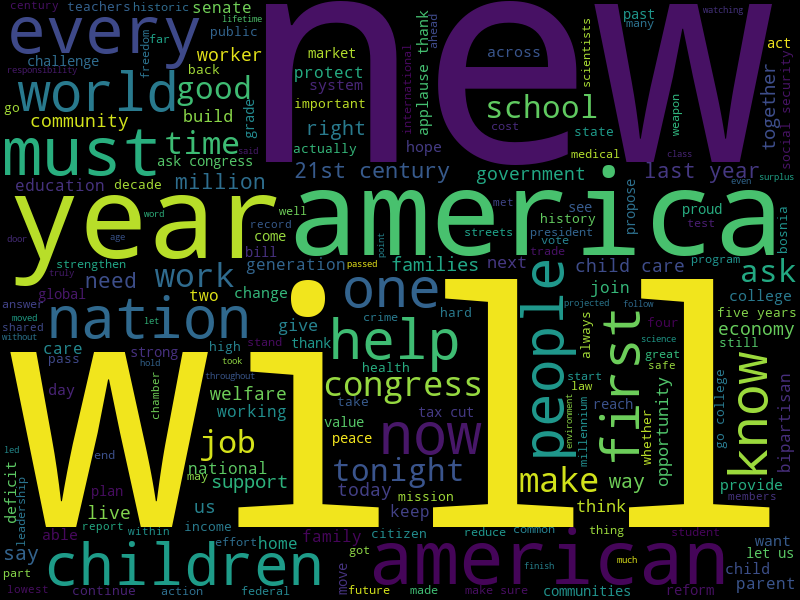 century
teachers
historic
senate
new
watching
every
lifetime
public
past
many
far
freedom
challenge
worker
market
applause thank
across
scientists
ahead
act
responsibility
back
protect
international
together
world
good
system
school
social security
go
community
build
grade
important
cost
state
weapon
must
time
right
said
actually
hope
medical
class
ask congress
21st century
government
last year
even
surplus
education
decade
million
year
america
met
see
propose
proud
bosnia
word
well
history
test
record
streets
president
door
age
come
point
vote
trade
program
truly
strengthen
bill
passed
need
work
generation
families
next
child care
ask
answer
global
two
change
one
people
join
college
moved
shared
without
nation
let
give
crime
hard
projected
follow
five years
four
economy
care
strong
high
stand
thank
help
always
first
science
great
still
pass
hold
took
health
safe
know
go college
bipartisan
day
chamber
throughout
welfare
congress
start
law
opportunity
will
working
value
take
tax cut
environment
millennium
reach
whether
job
peace
now
end
national
tonight
make
way
provide
deficit
led
leadership
plan
may
support
today
mission
think
members
live
us
keep
report
within
income
able
family
citizen
reduce
common
thing
student
want
say
effort
home
got
american
let us
children
move
finish
much
child
part
parent
lowest
continue
action
federal
future
made
make sure
communities
reform